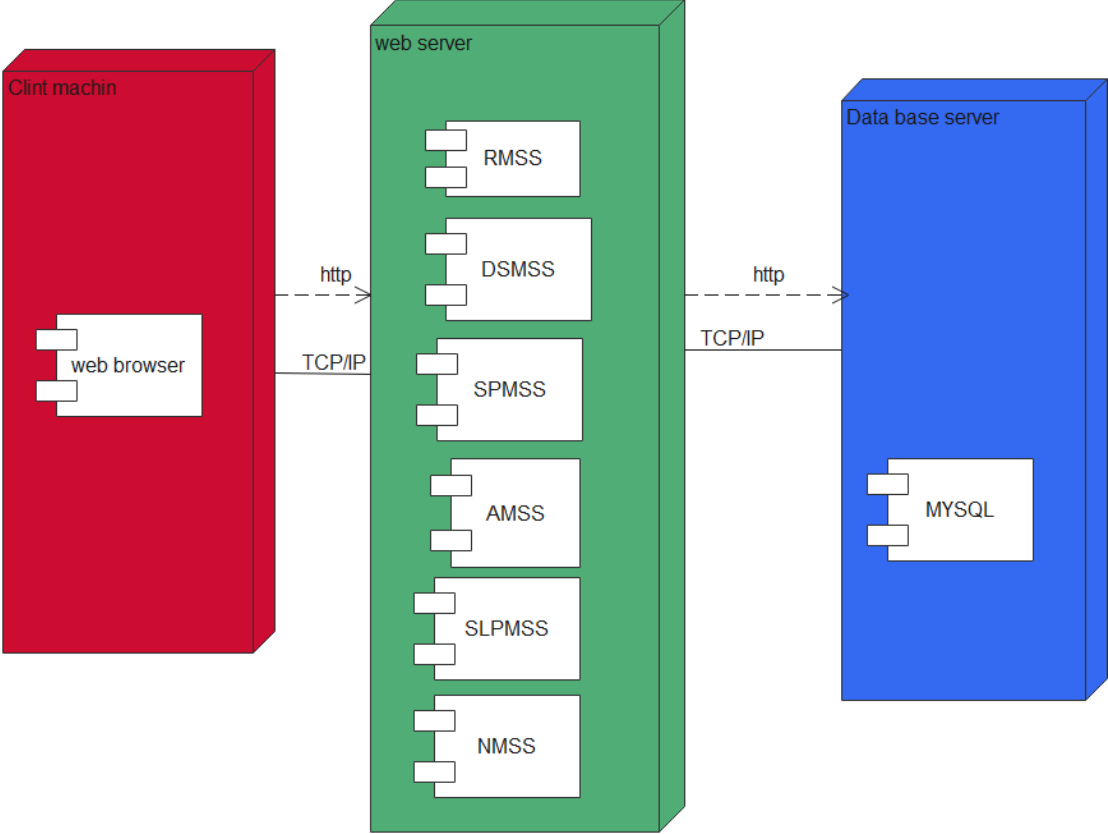 Clint machin
web browser
http
TCP/IP
web server
RMSS
DSMSS
SPMSS
AMSS
SLPMSS
NMSS
http
TCP/IP
Data base server
MYSQL